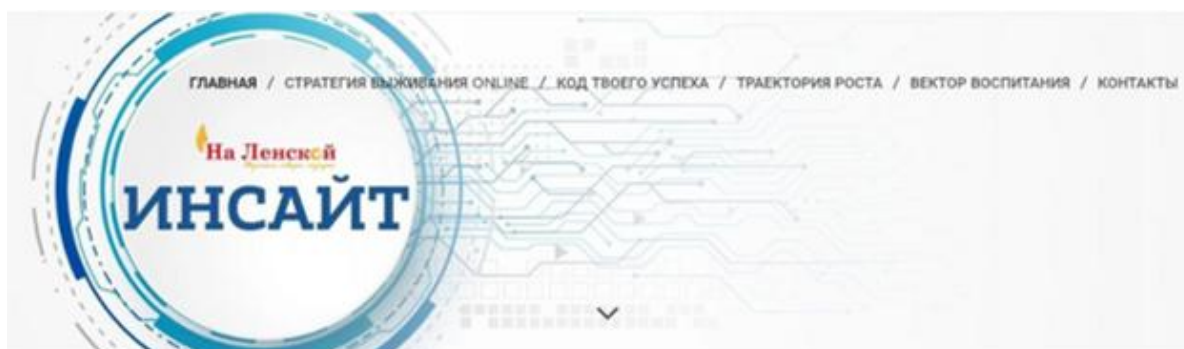 ГЛАВНАЯ / СТРАТЕГИЯ ВЫЖИВАНИЯ ONLINE / КОД ТВОЕГО УСПЕХА / ТРАЕКТОРИЯ РОСТА / ВЕКТОР ВОСПИТАНИЯ / КОНТАКТЫ
На Ленской
ИНСАЙТ